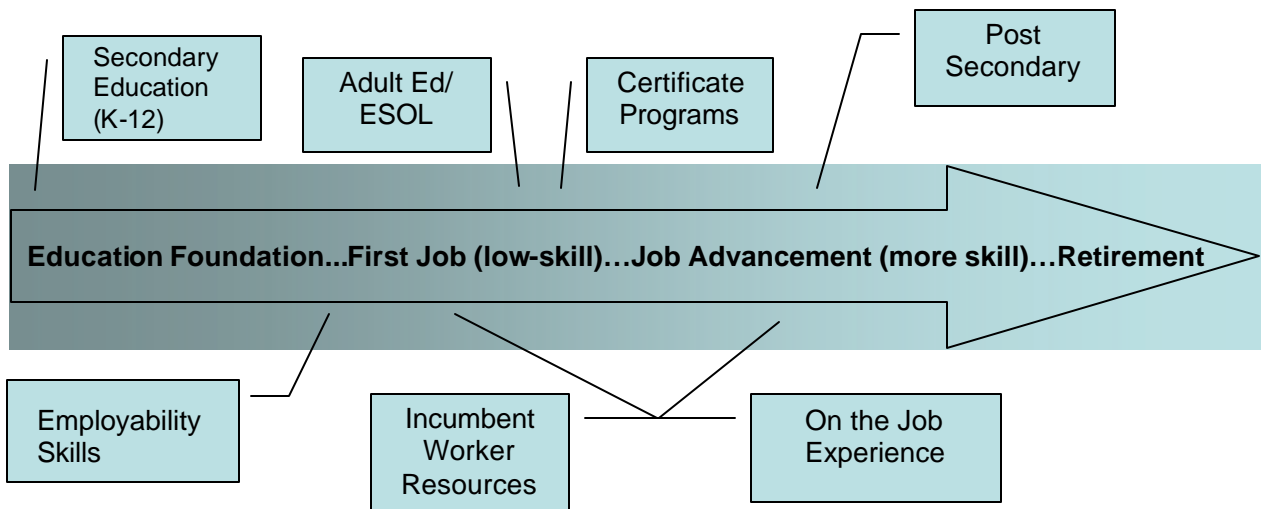 Secondary
Education
(K-12)
Adult Ed/
ESOL
Certificate
Programs
Post
Secondary
Education Foundation...First Job (low-skill)…Job Advancement (more skill)…Retirement
Employability
Skills
Incumbent
Worker
Resources
On the Job
Experience